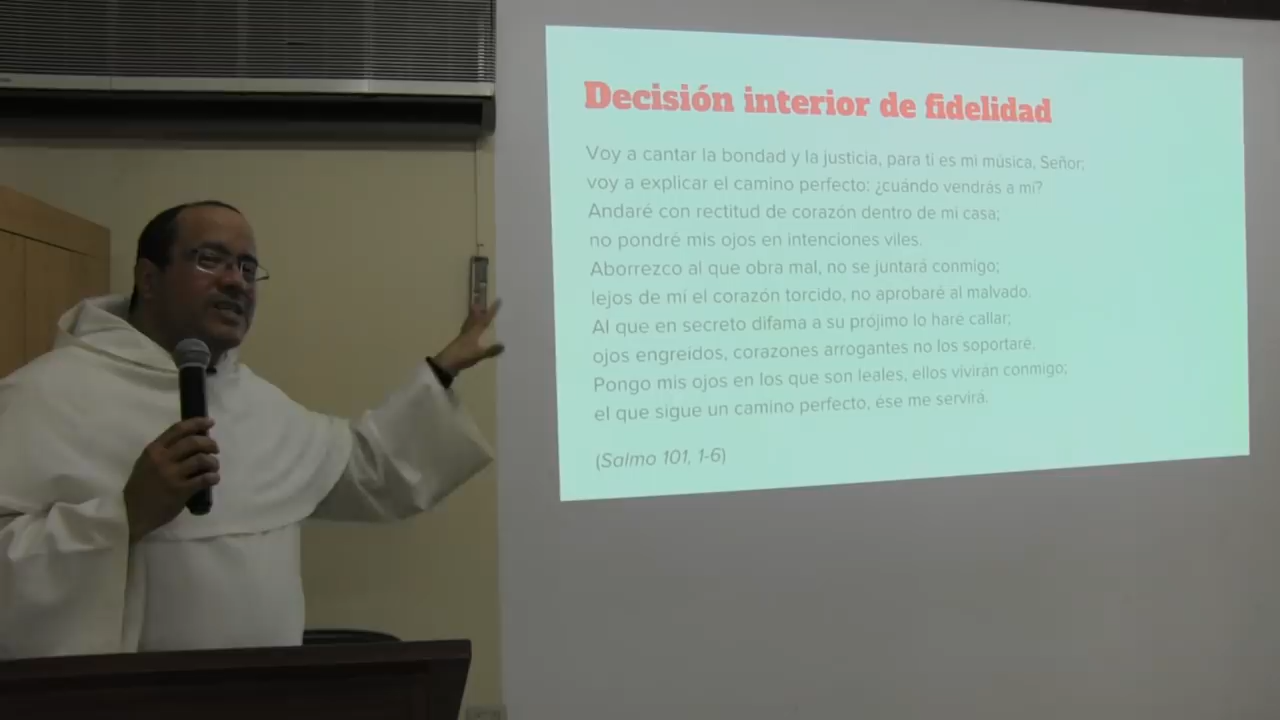 Decisión interior de fidelidad
Voy a cantar la bondad y la justicia, para ti es mi música, Señor;
voy a explicar el camino perfecto: ¿cuándo vendrás a mí?
Andaré con rectitud de corazón dentro de mi casa;
no pondré mis ojos en intenciones viles.
Aborrezco al que obra mal, no se juntará conmigo;
lejos de mí el corazón torcido, no aprobaré al malvado.
Al que en secreto difama a su prójimo lo haré callar;
ojos engreídos, corazones arrogantes no los soportaré.
Pongo mis ojos en los que son leales, ellos vivirán conmigo;
el que sigue un camino perfecto, ése me servirá.
(Salmo 101, 1-6)